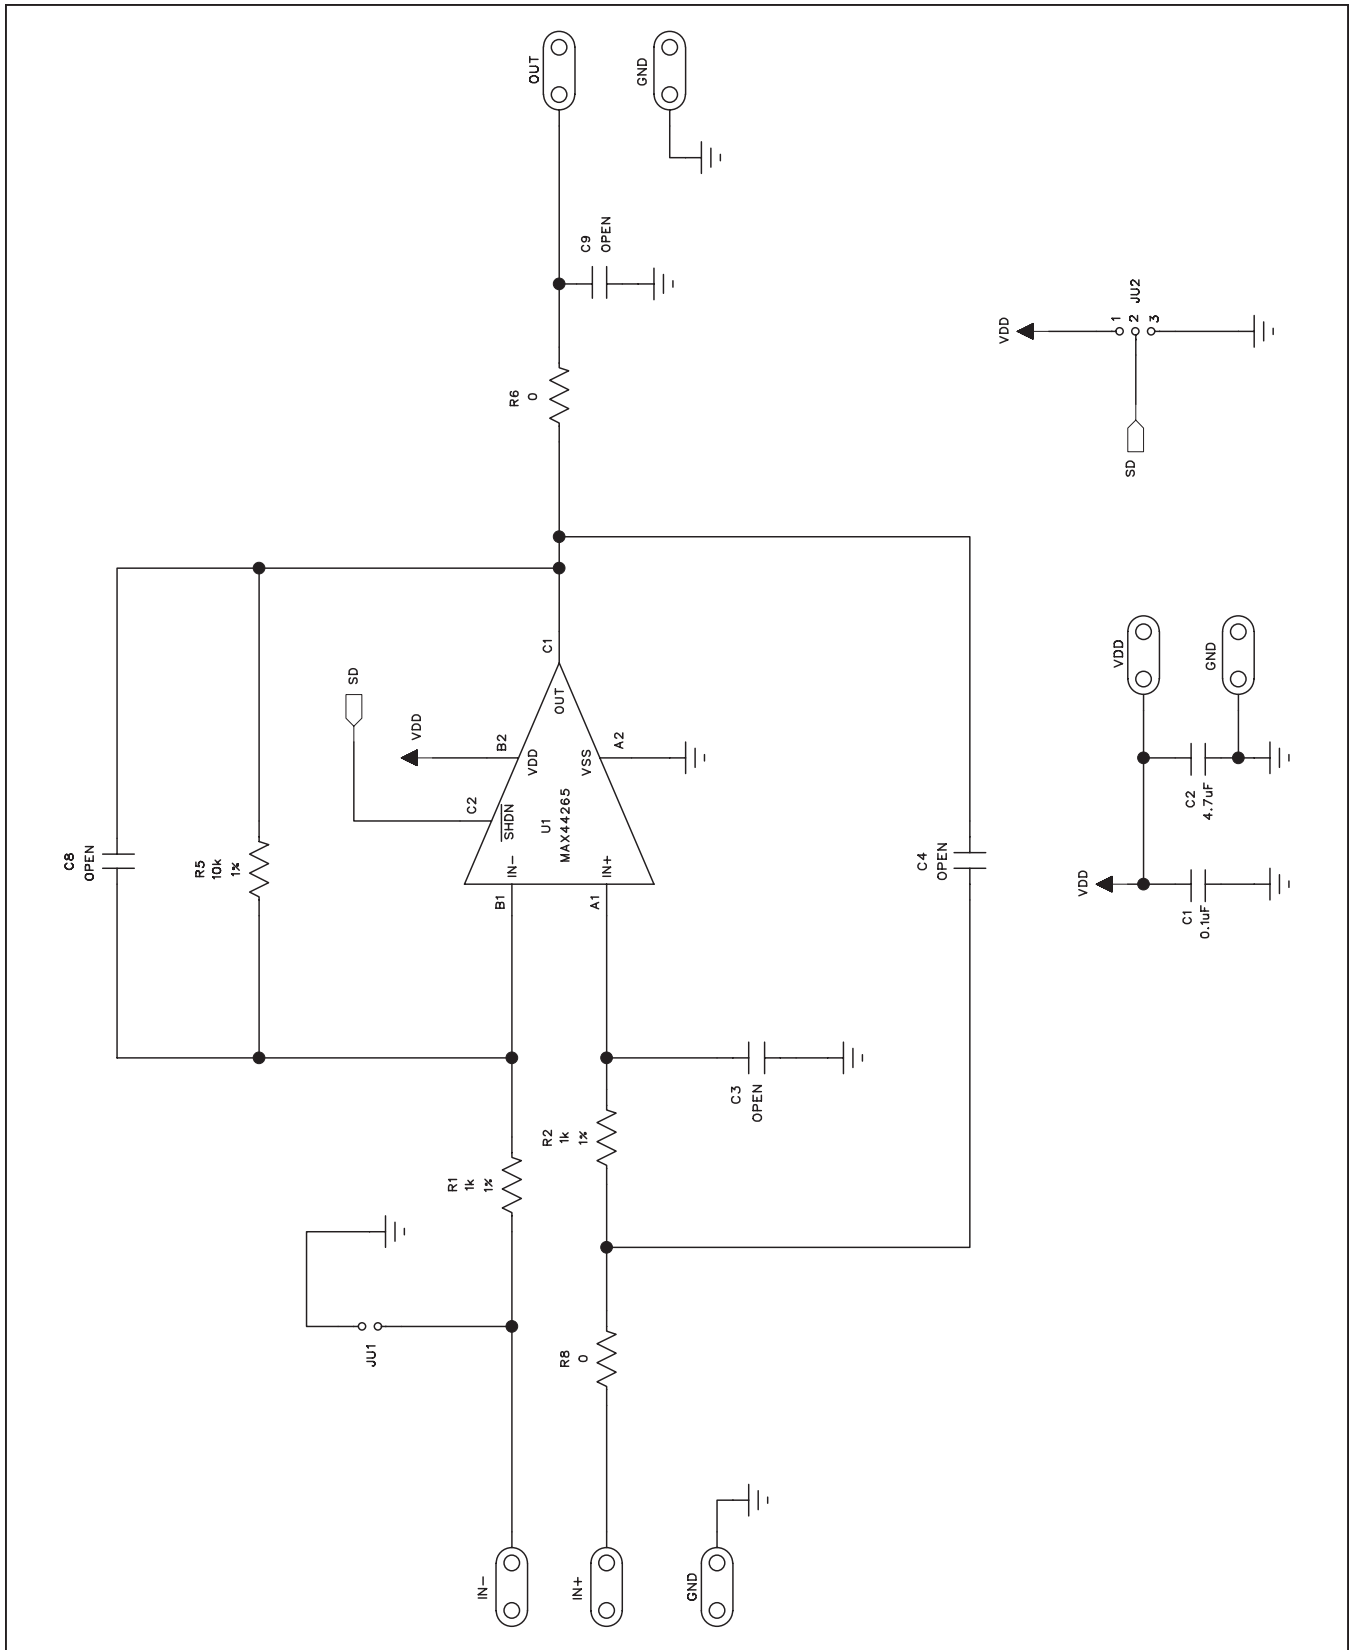 OUT
GND
C9
OPEN
R6
0
VDD
1
2
3
JU2
SD
C8
OPEN
R5
10k
1%
SD
VDD
C1
B2
C2
VDD
OUT
SHDN
U1
MAX44265
VSS
A2
IN-
IN+
B1
A1
C4
OPEN
VDD
GND
C2
4.7uF
VDD
C1
0.1uF
C3
OPEN
R2
1k
1%
R1
1k
1%
JU1
R8
0
IN-
IN+
GND